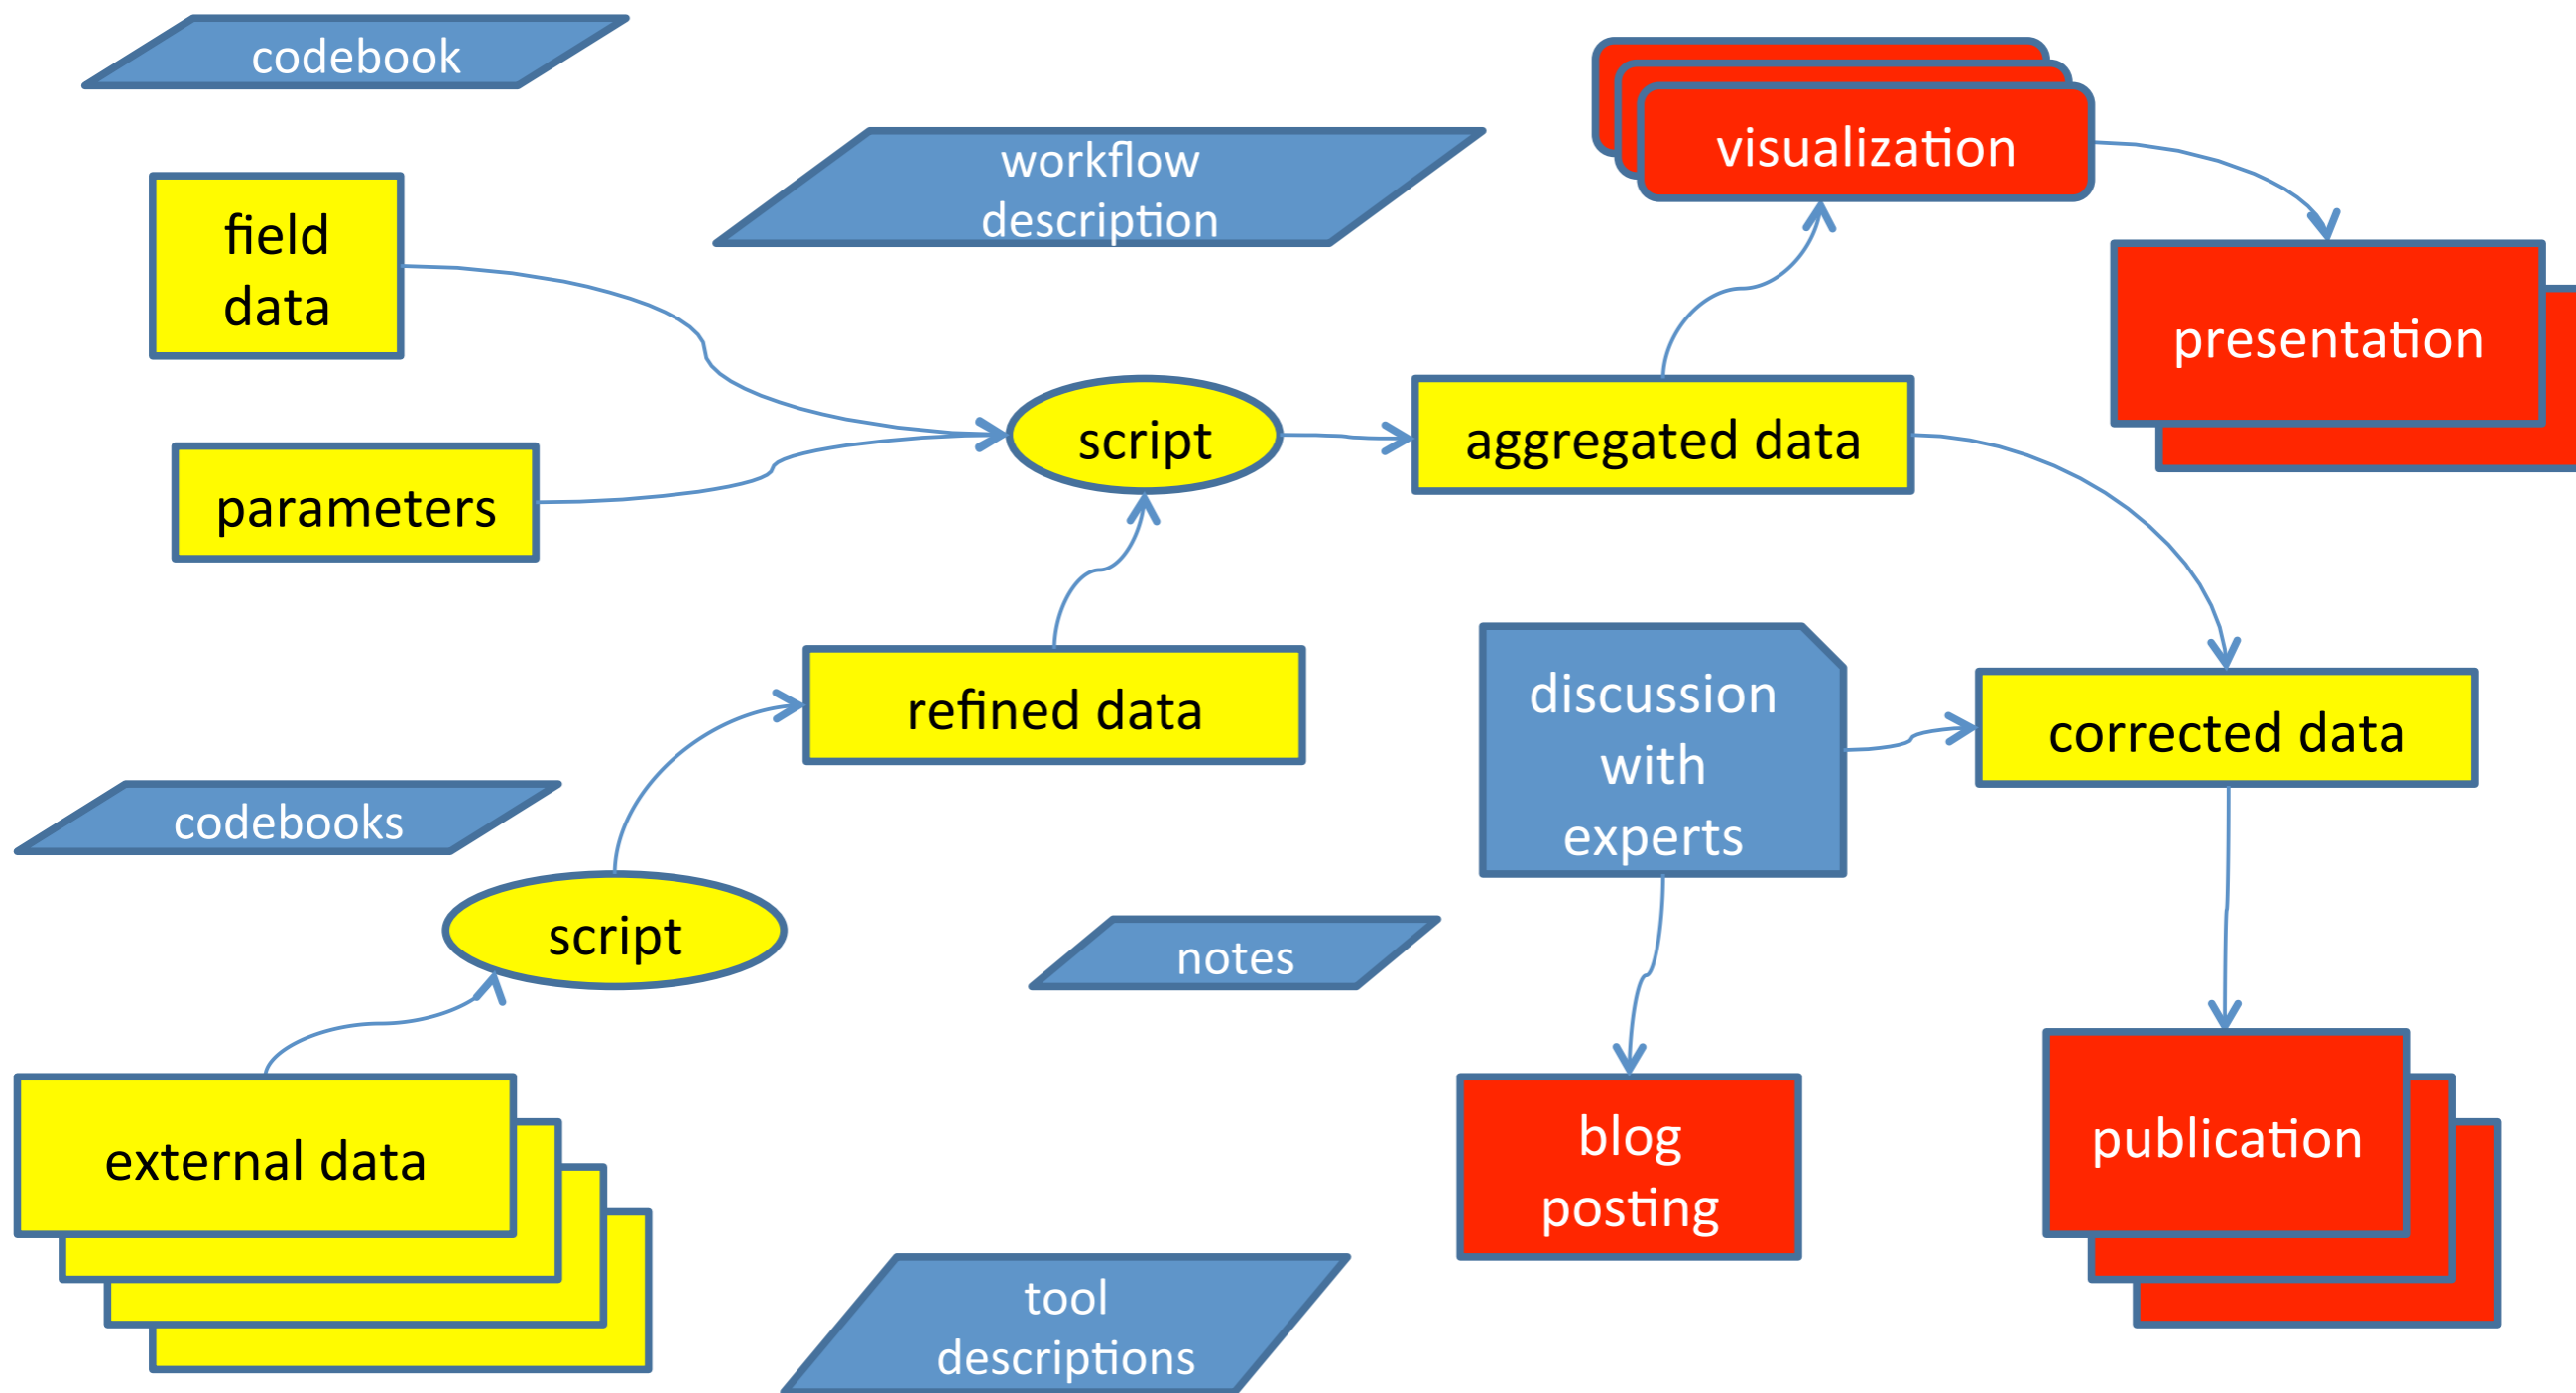 codebook
workflow
description
visualization
field
data
presentation
script
aggregated data
parameters
refined data
discussion
with
experts
corrected data
codebooks
script
notes
external data
blog
posting
publication
tool
descriptions